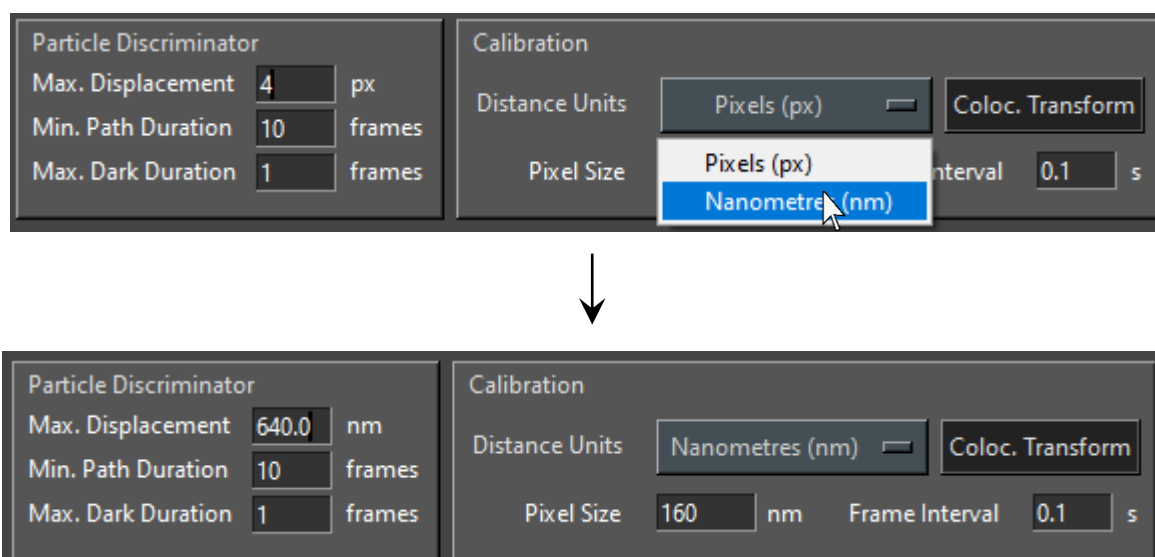 Particle Discriminator
Max. Displacement 4 px
Min. Path Duration 10 frames
Max. Dark Duration 1 frames
Calibration
Distance Units Pixels (px) Coloc. Transform
Pixel Size 0.1 s
Pixels (px)
Nanometres (nm)
Particle Discriminator
Max. Displacement 640.0 nm
Min. Path Duration 10 frames
Max. Dark Duration 1 frames
Calibration
Distance Units Nanometres (nm) Coloc. Transform
Pixel Size 160 nm Frame Interval 0.1 s